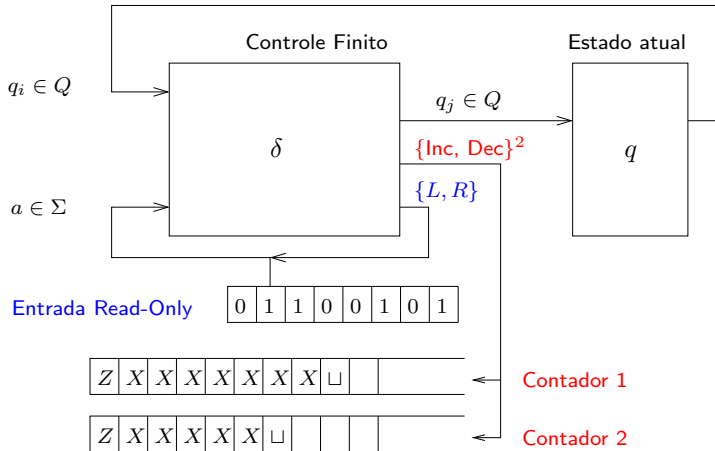 Controle Finito
Estado atual
q_i ∈ Q
q_j ∈ Q
δ
q
{Inc, Dec}^2
{L, R}
a ∈ Σ
Entrada Read-Only
0 1 1 0 0 1 0 1
Z X X X X X X X ⊔
Contador 1
Z X X X X X ⊔
Contador 2